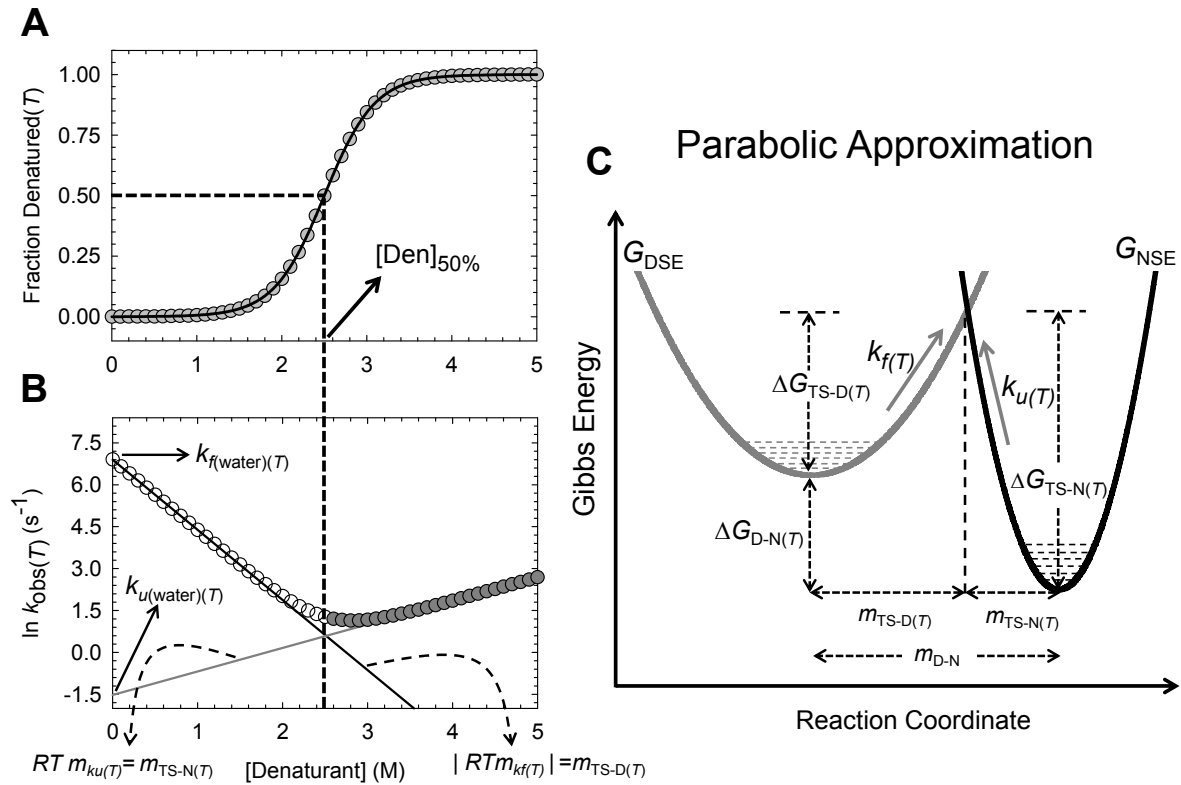 A
1.00
0.75
0.50
0.25
0.00
Fraction Denatured(T)
[Den]50%
0 1 2 3 4 5
B
7.5
6.0
4.5
3.0
1.5
0.0
-1.5
ln kobs(T) (s-1)
kf(water)(T)
ku(water)(T)
0 1 2 3 4 5
[Denaturant] (M)
RT mku(T)= mTS-N(T)
| RTmkf(T) | =mTS-D(T)
Parabolic Approximation
C
GDSE
GNSE
kf(T)
ku(T)
ΔGTS-D(T)
ΔGTS-N(T)
ΔGD-N(T)
mTS-D(T)
mTS-N(T)
mD-N
Gibbs Energy
Reaction Coordinate